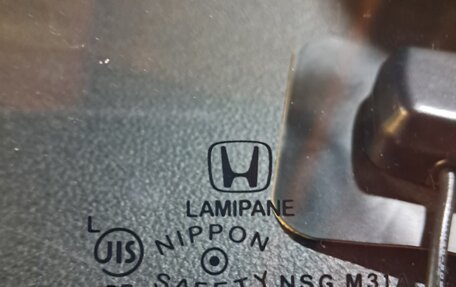 LAMIPANE
L
JIS
NIPPON
SAFETY NSG M31